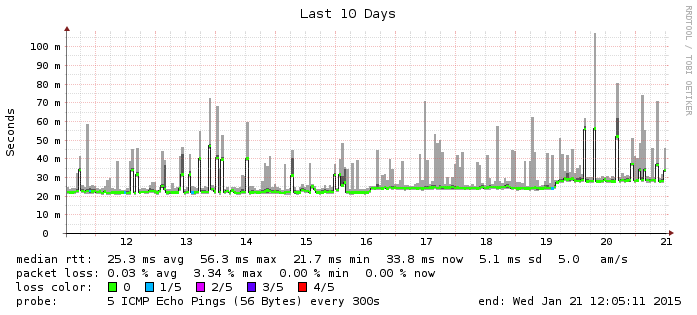 Last 10 Days
RRDTOOL / TOBI OETIKER
Seconds
100 m
90 m
80 m
70 m
60 m
50 m
40 m
30 m
20 m
10 m
0
12 13 14 15 16 17 18 19 20 21
median rtt: 25.3 ms avg 56.3 ms max 21.7 ms min 33.8 ms now 5.1 ms sd 5.0 am/s
packet loss: 0.03 % avg 3.34 % max 0.00 % min 0.00 % now
loss color: 0 1/5 2/5 3/5 4/5
probe: 5 ICMP Echo Pings (56 Bytes) every 300s end: Wed Jan 21 12:05:11 2015